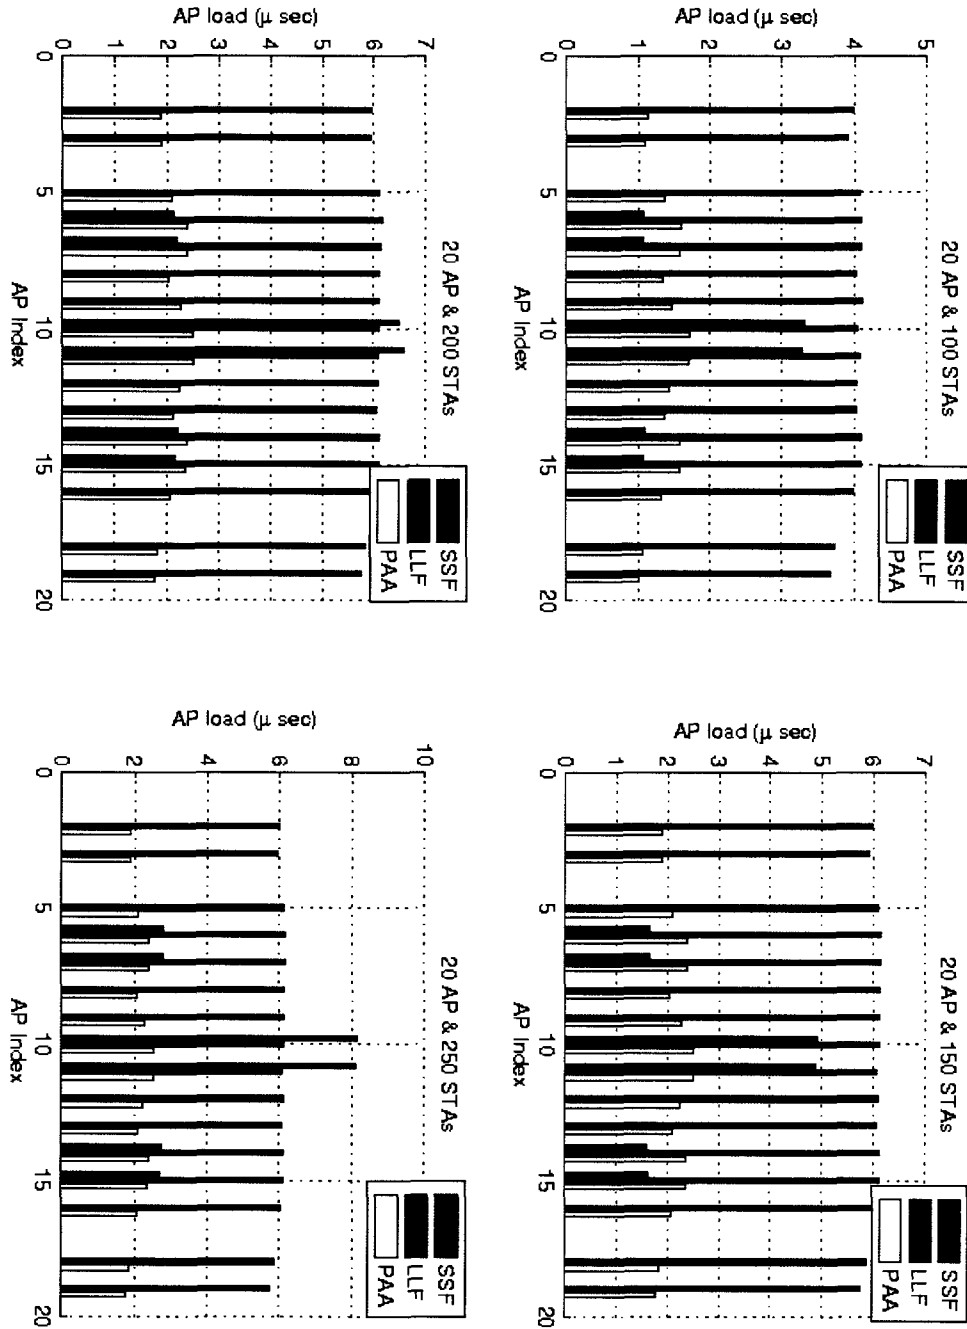 20 AP & 100 STAs
SSF
LLF
PAA
AP load (μ sec)
5
4
3
2
1
0
0
5
10
15
20
AP Index
20 AP & 150 STAs
SSF
LLF
PAA
AP load (μ sec)
7
6
5
4
3
2
1
0
0
5
10
15
20
AP Index
20 AP & 200 STAs
SSF
LLF
PAA
AP load (μ sec)
7
6
5
4
3
2
1
0
0
5
10
15
20
AP Index
20 AP & 250 STAs
SSF
LLF
PAA
AP load (μ sec)
10
8
6
4
2
0
0
5
10
15
20
AP Index